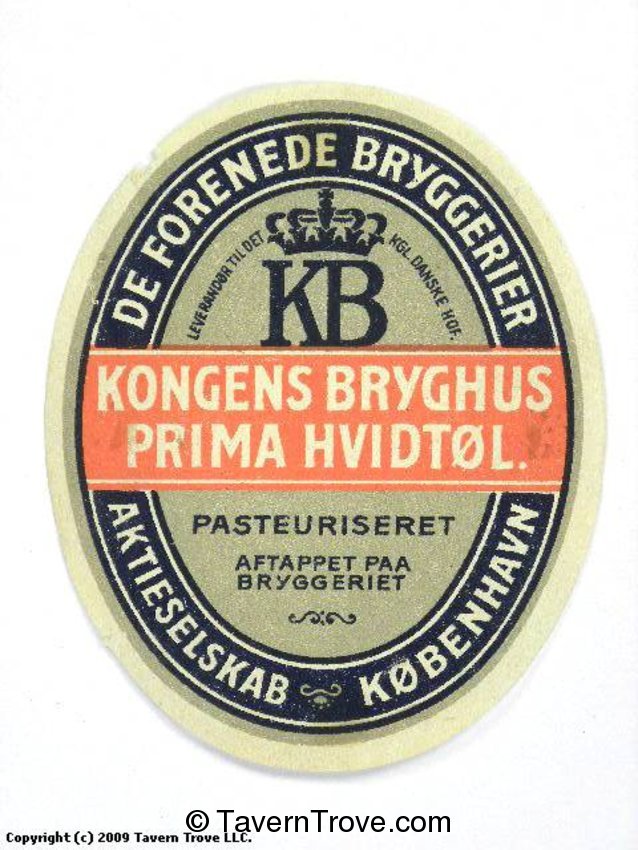 DE FORENEDE BRYGGERIER
LEVERANDØR TIL DET KGL. DANSKE HOF.
KB
KONGENS BRYGHUS
PRIMA HVIDTØL.
PASTEURISERET
AFTAPPET PAA
BRYGGERIET
AKTIESELSKAB KØBENHAVN
© TavernTrove.com
Copyright (c) 2009 Tavern Trove LLC.